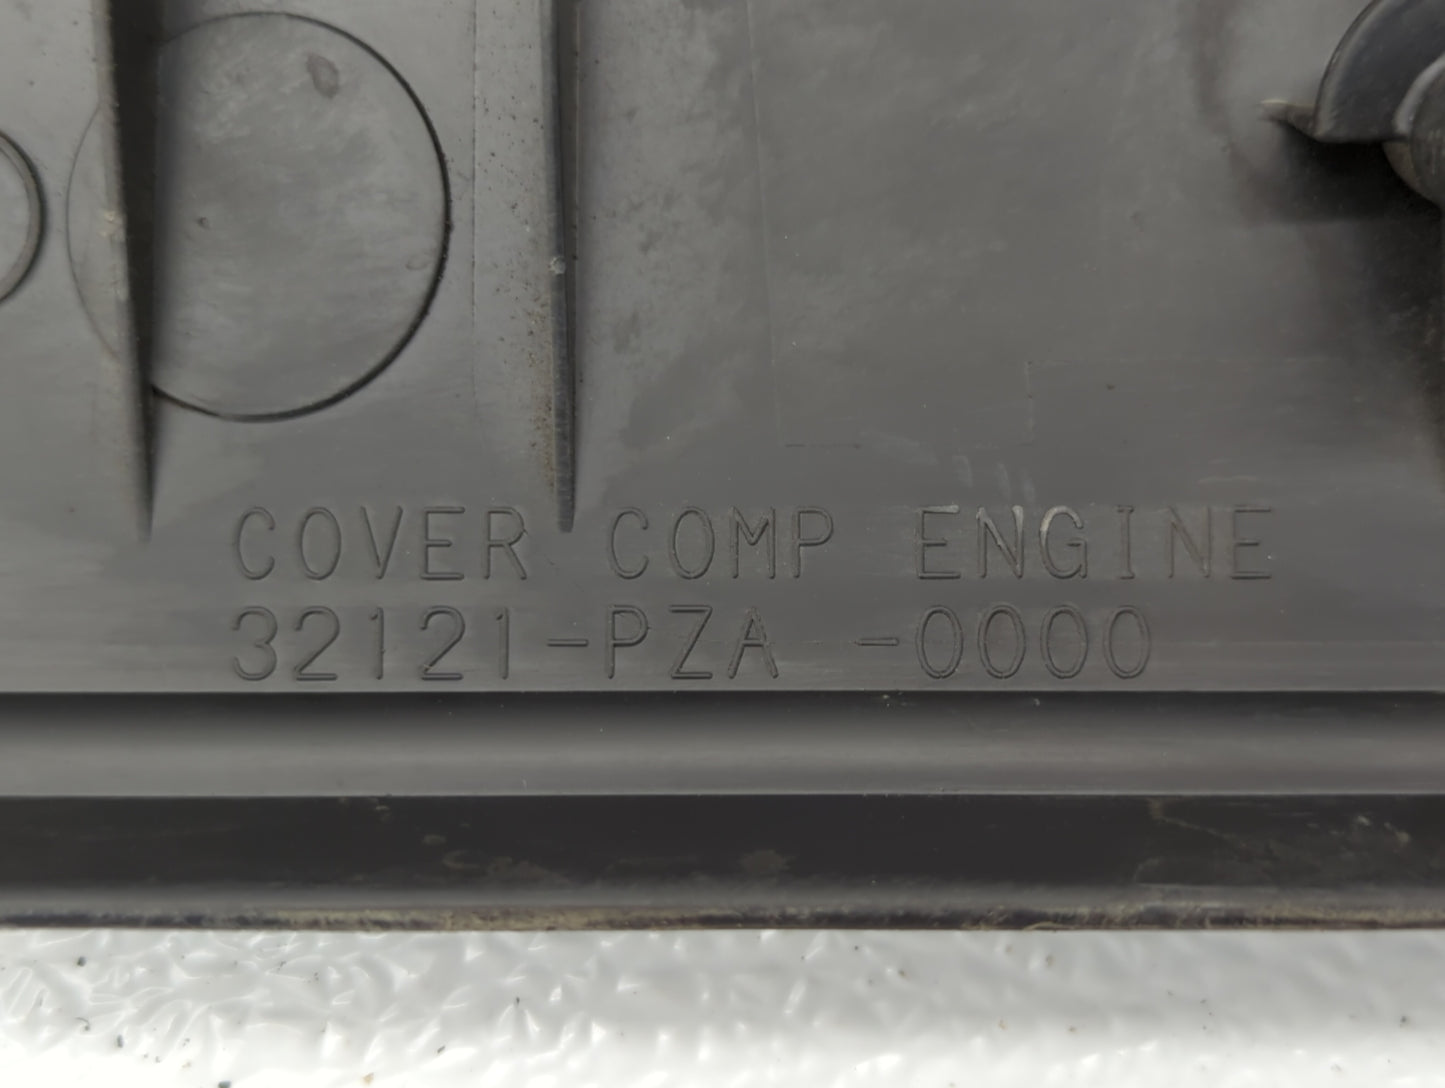 COVER COMP ENGINE
32121-PZA -0000